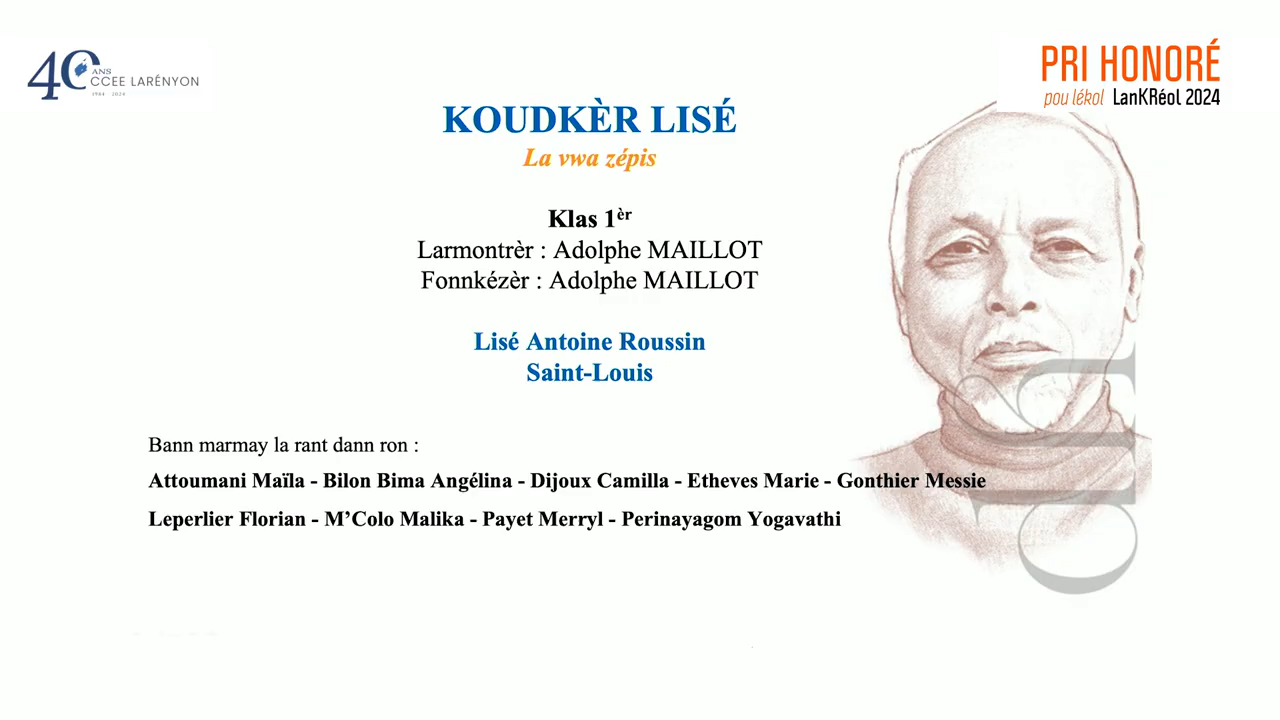 40 ANS
CCEE LARÉNYON
1984 - 2024
PRI HONORÉ
pou lékol LanKRéol 2024
KOUDKÈR LISÉ
La vwa zépis
Klas 1èr
Larmontrèr : Adolphe MAILLOT
Fonnkézèr : Adolphe MAILLOT
Lisé Antoine Roussin
Saint-Louis
Bann marmay la rant dann ron :
Attoumani Maïla - Bilon Bima Angélina - Dijoux Camilla - Etheves Marie - Gonthier Messie
Leperlier Florian - M’Colo Malika - Payet Merryl - Perinayagom Yogavathi